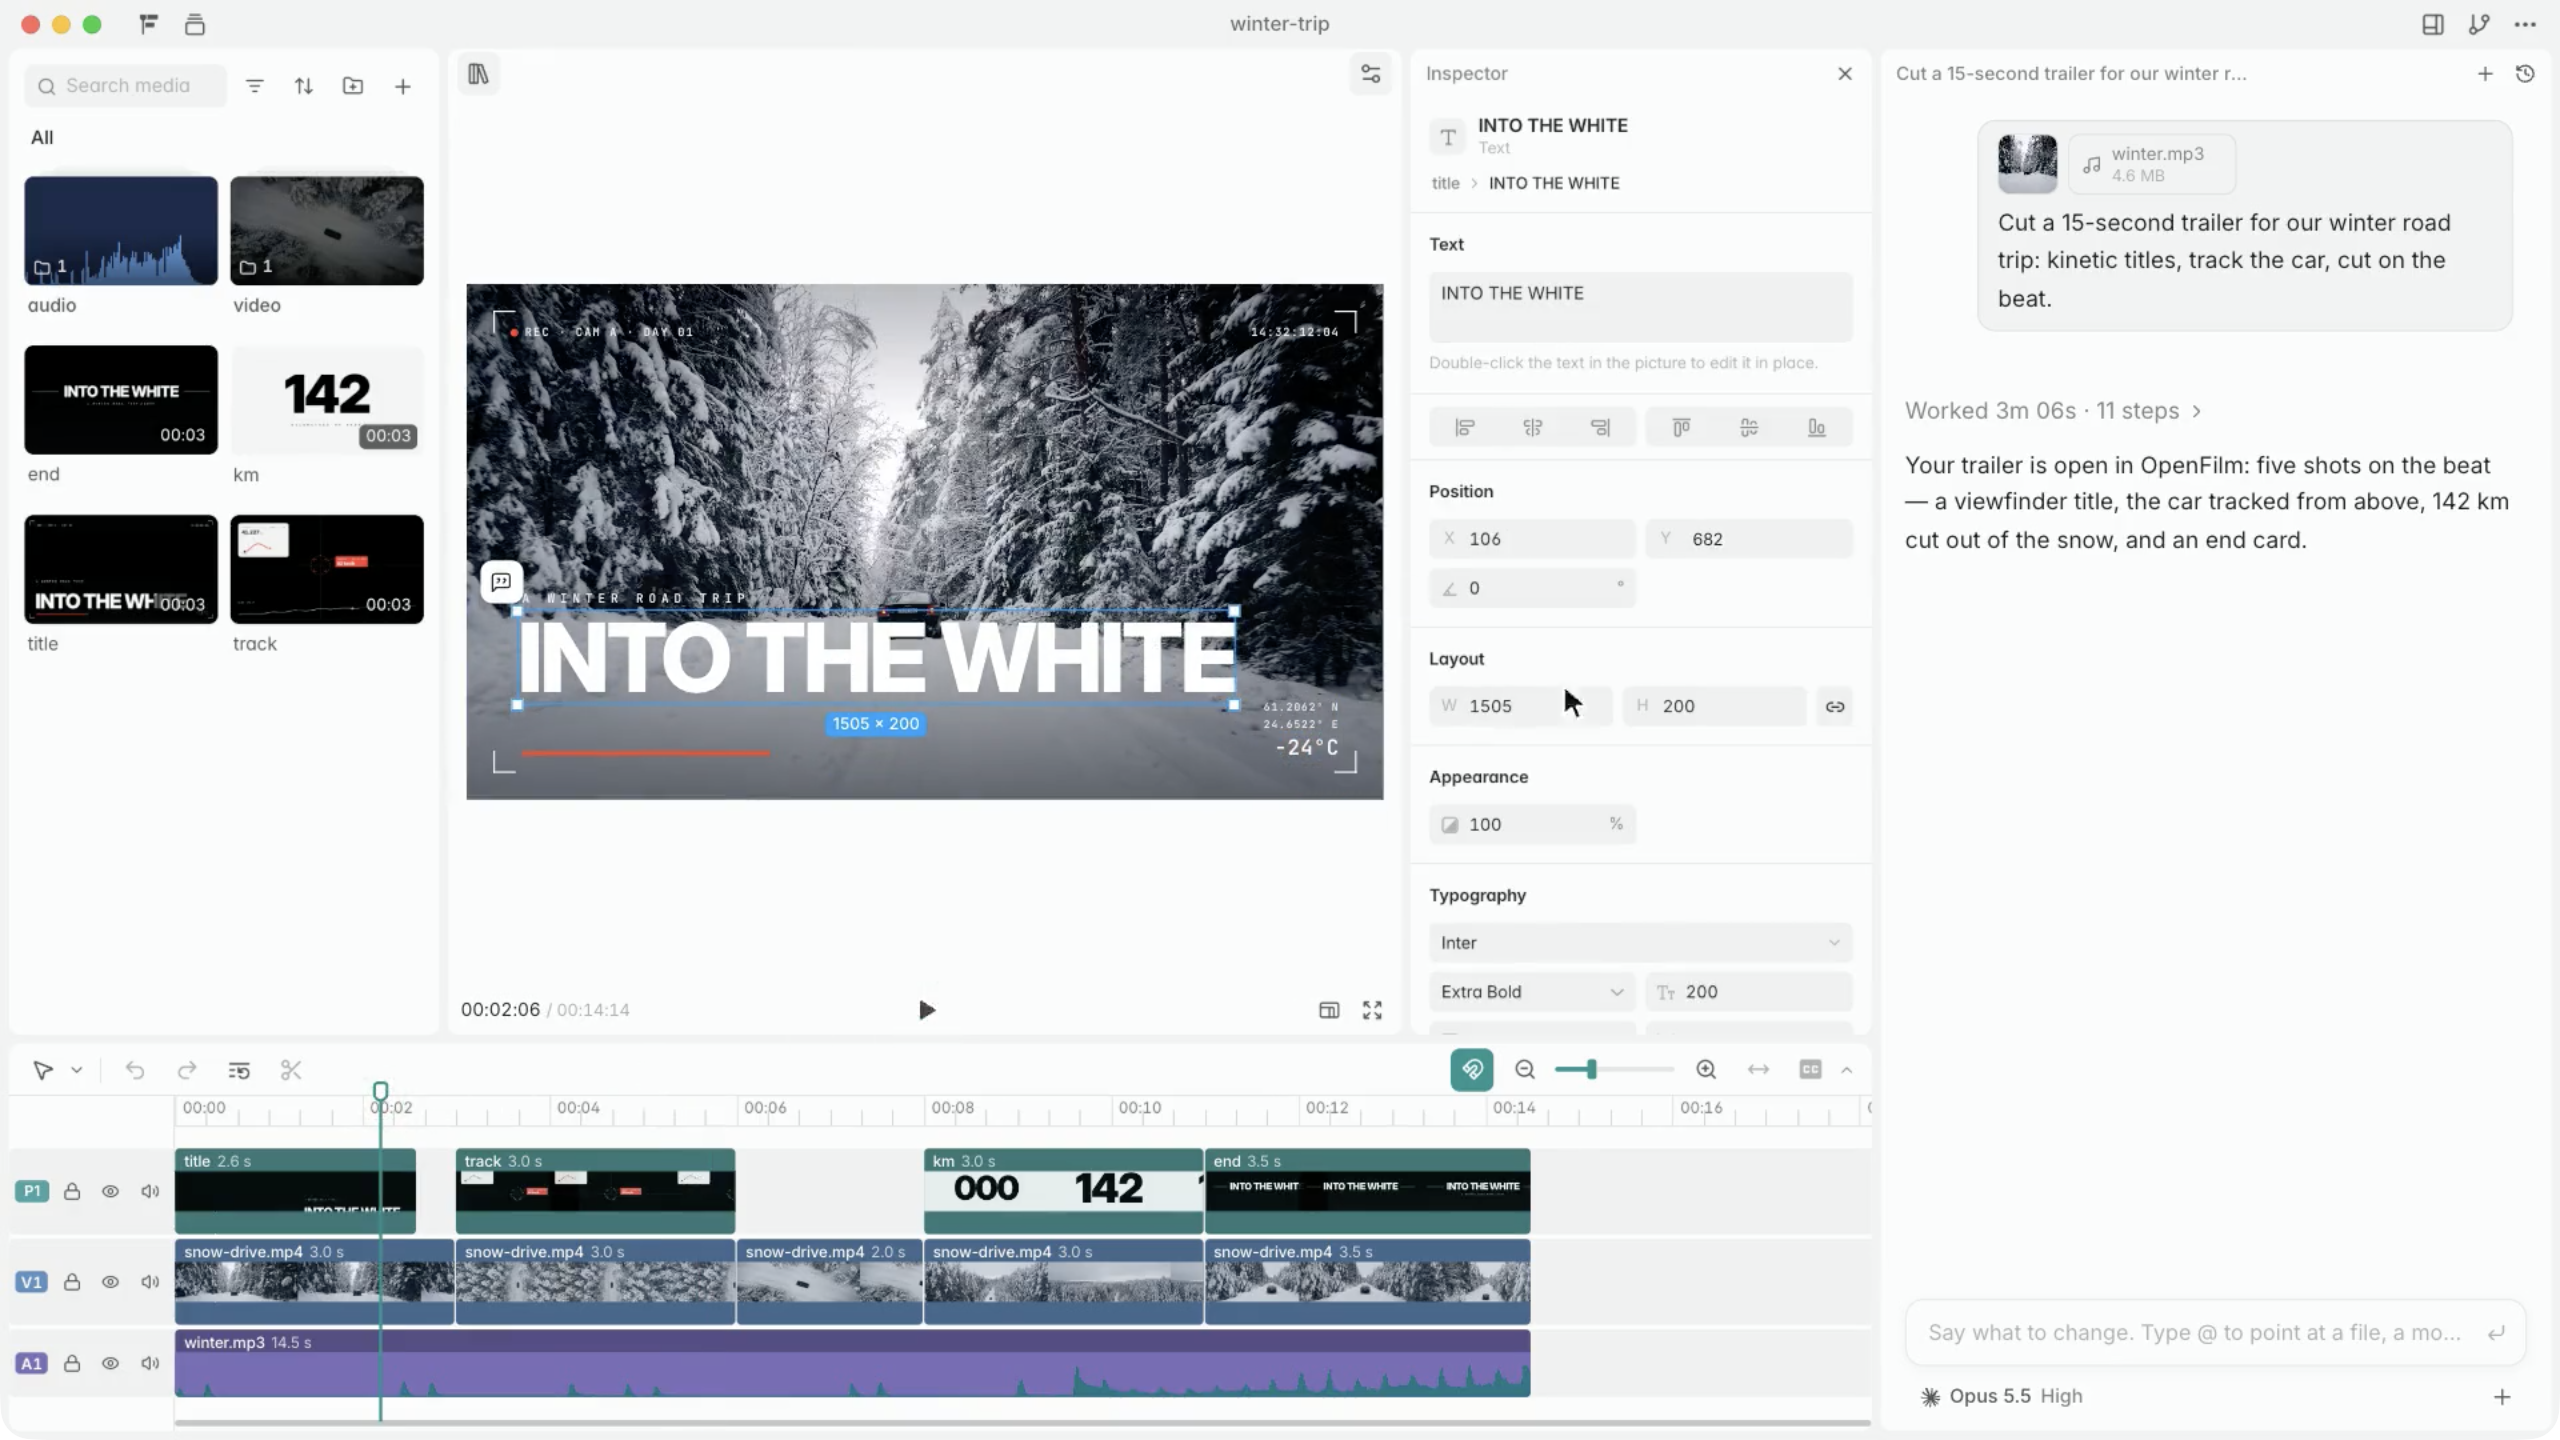 winter-trip
Search media
All
1
1
audio
video
INTO THE WHITE
00:03
142
00:03
end
km
INTO THE WH
00:03
00:03
title
track
REC · CAM A · DAY 01
14:32:12:04
A WINTER ROAD TRIP
INTO THE WHITE
1505 × 200
61.2062° N
24.6522° E
-24°C
00:02:06 / 00:14:14
Inspector
INTO THE WHITE
Text
title > INTO THE WHITE
Text
INTO THE WHITE
Double-click the text in the picture to edit it in place.
Position
X 106
Y 682
0 °
Layout
W 1505
H 200
Appearance
100 %
Typography
Inter
Extra Bold
200
Cut a 15-second trailer for our winter r...
winter.mp3
4.6 MB
Cut a 15-second trailer for our winter road
trip: kinetic titles, track the car, cut on the
beat.
Worked 3m 06s · 11 steps >
Your trailer is open in OpenFilm: five shots on the beat
— a viewfinder title, the car tracked from above, 142 km
cut out of the snow, and an end card.
Say what to change. Type @ to point at a file, a mo...
Opus 5.5 High
CC
00:00 00:02 00:04 00:06 00:08 00:10 00:12 00:14 00:16
P1
title 2.6 s
INTO THE WHITE
track 3.0 s
km 3.0 s
000 142
end 3.5 s
INTO THE WHIT INTO THE WHITE INTO THE WHITE
V1
snow-drive.mp4 3.0 s
snow-drive.mp4 3.0 s
snow-drive.mp4 2.0 s
snow-drive.mp4 3.0 s
snow-drive.mp4 3.5 s
A1
winter.mp3 14.5 s